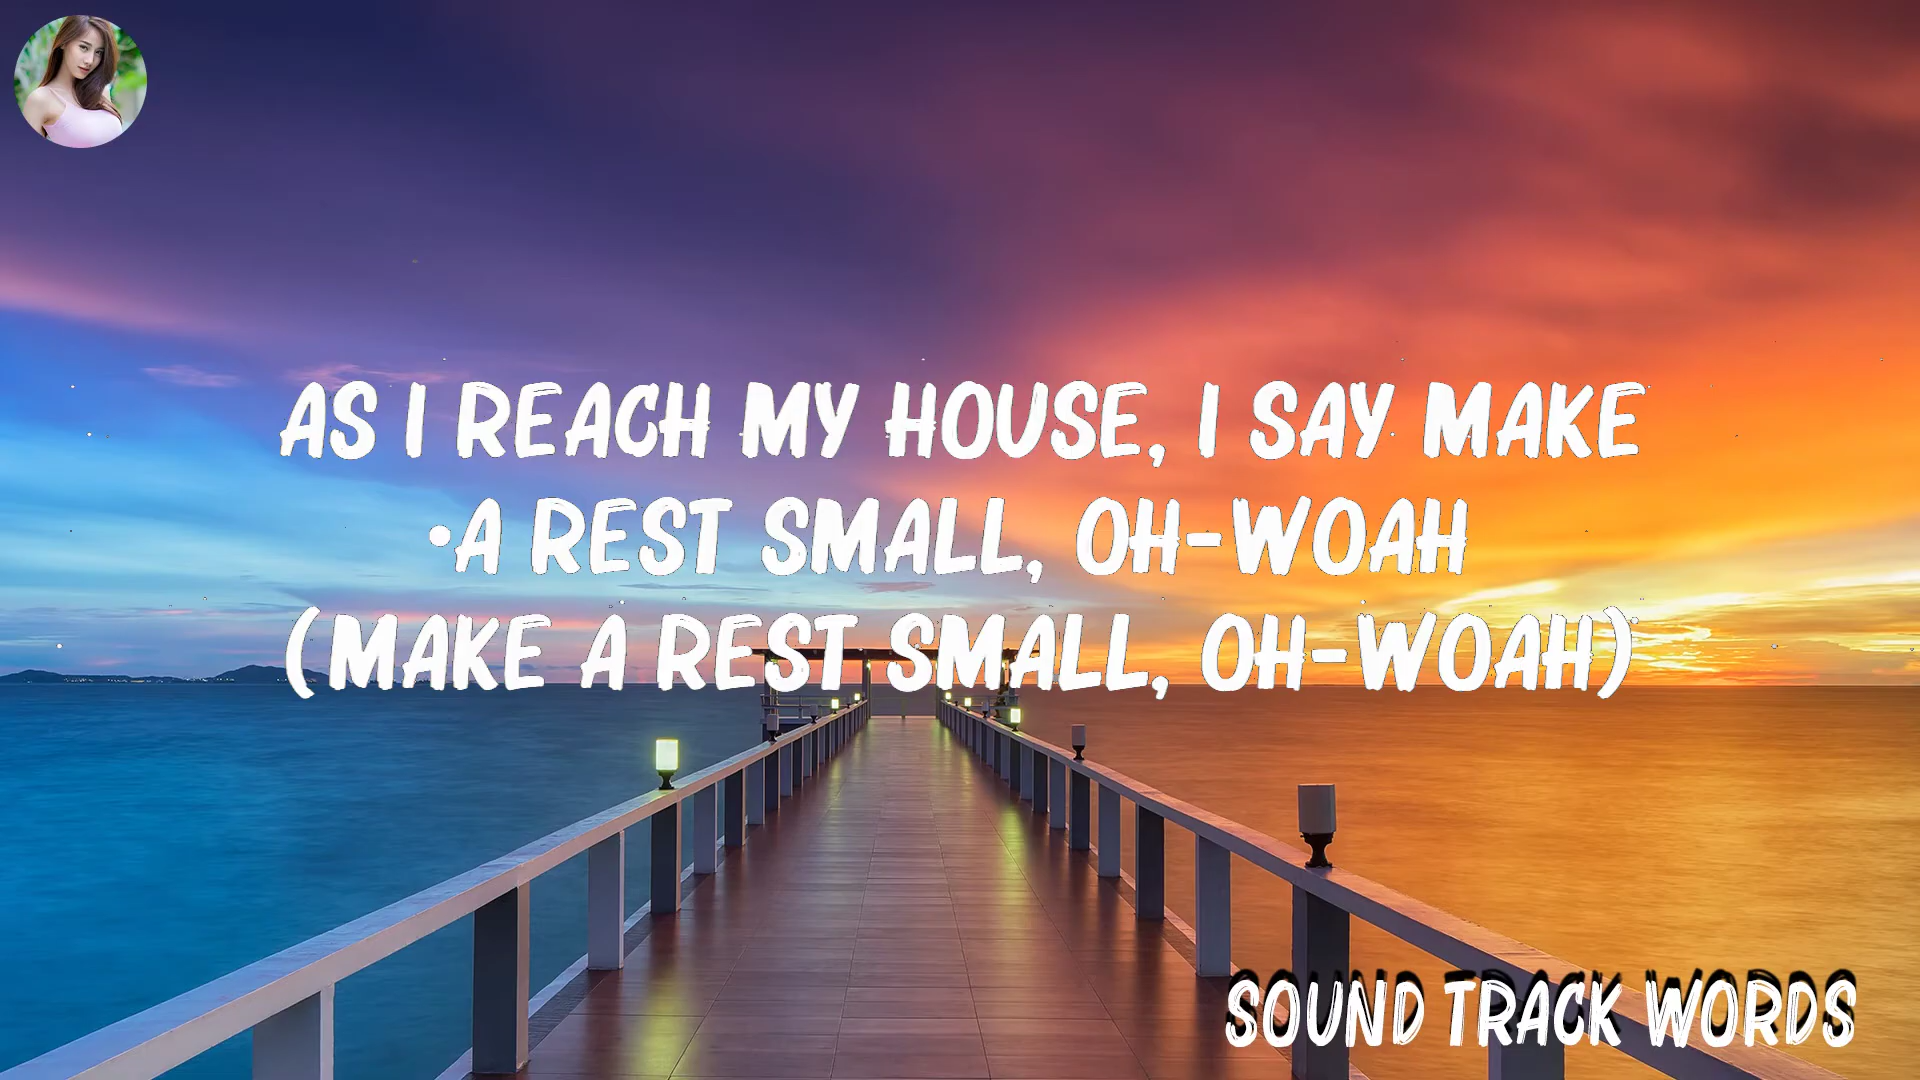 AS I REACH MY HOUSE, I SAY MAKE
A REST SMALL, OH-WOAH
(MAKE A REST SMALL, OH-WOAH)
SOUND TRACK WORDS